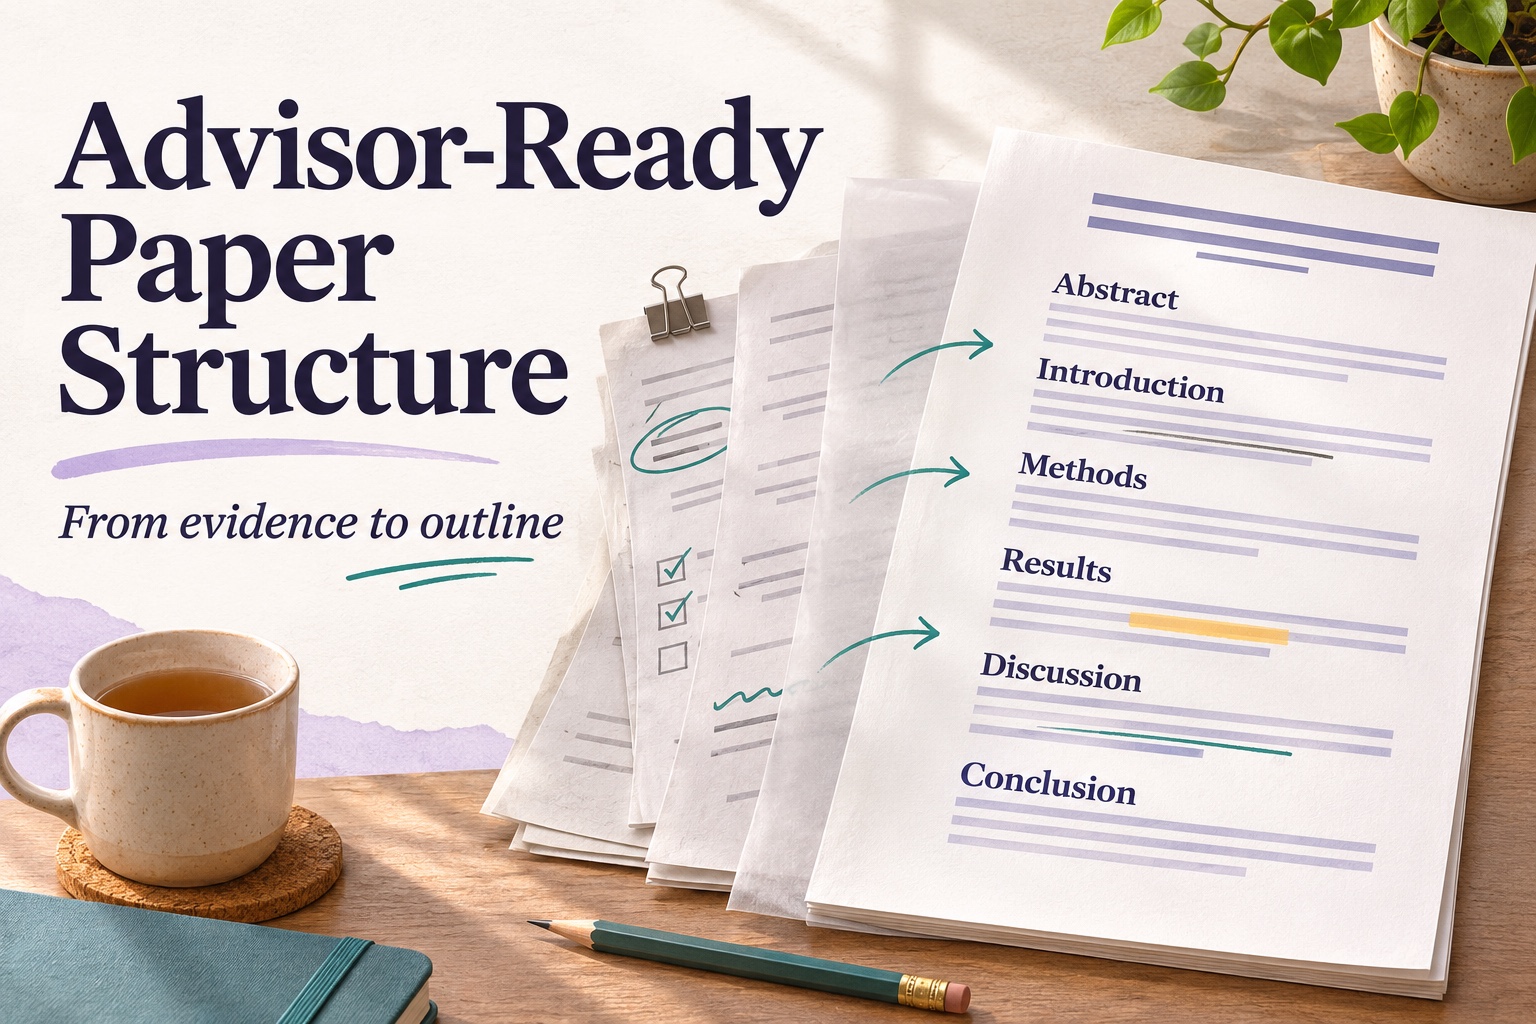 Advisor-Ready
Paper
Structure
From evidence to outline
Abstract
Introduction
Methods
Results
Discussion
Conclusion